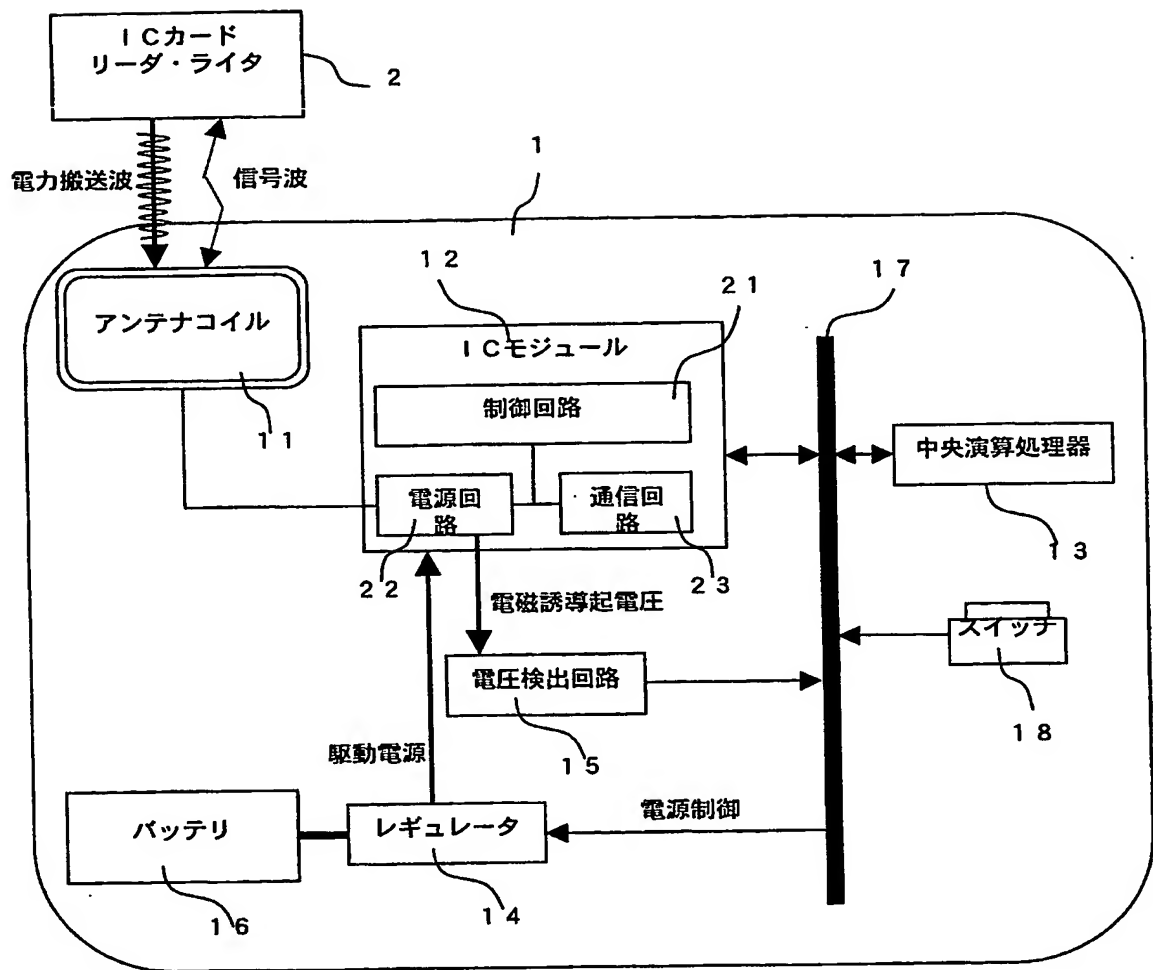 ICカード
リーダ・ライタ
2
電力搬送波
信号波
1
アンテナコイル
11
12
ICモジュール
21
制御回路
電源回
路
通信回
路
22
23
17
中央演算処理器
13
電磁誘導起電圧
電圧検出回路
15
スイッチ
18
駆動電源
電源制御
バッテリ
レギュレータ
16
14